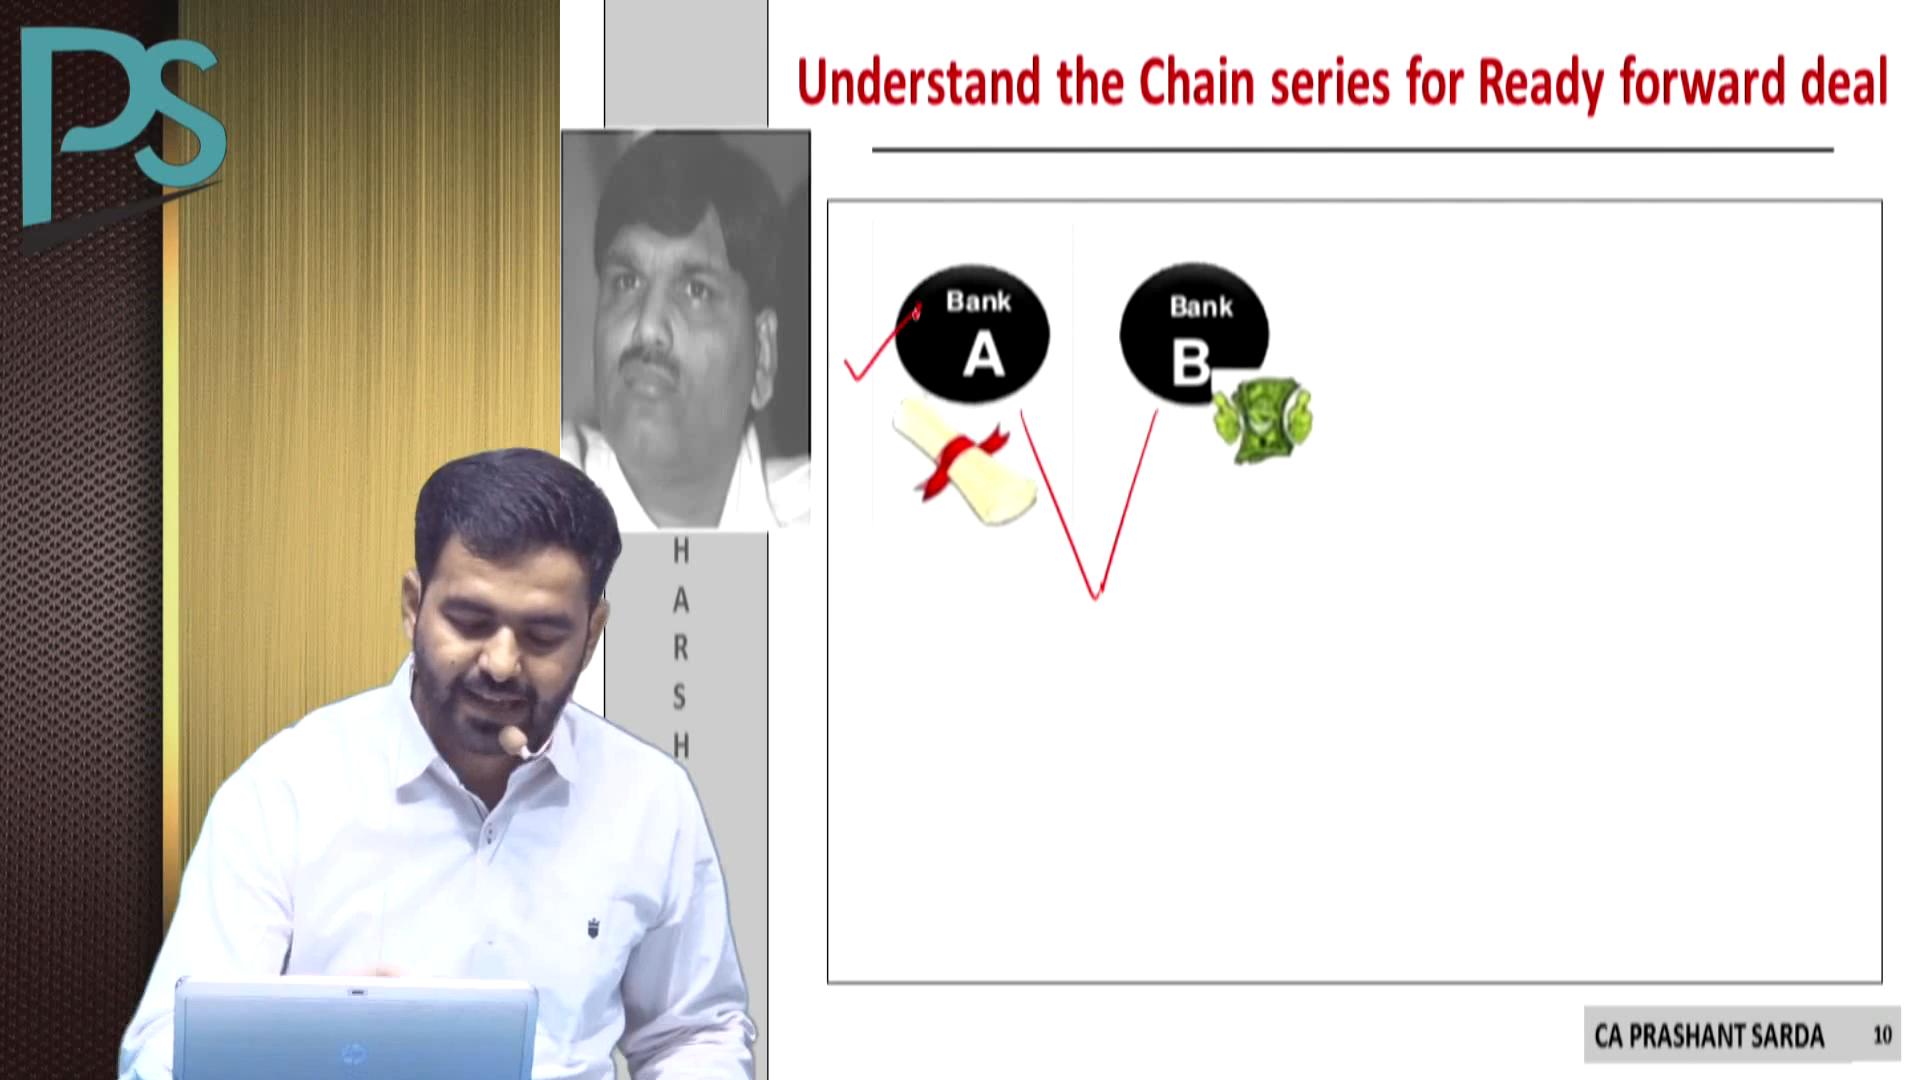 PS
Understand the Chain series for Ready forward deal
Bank
A
Bank
B
H
A
R
S
H
CA PRASHANT SARDA 10